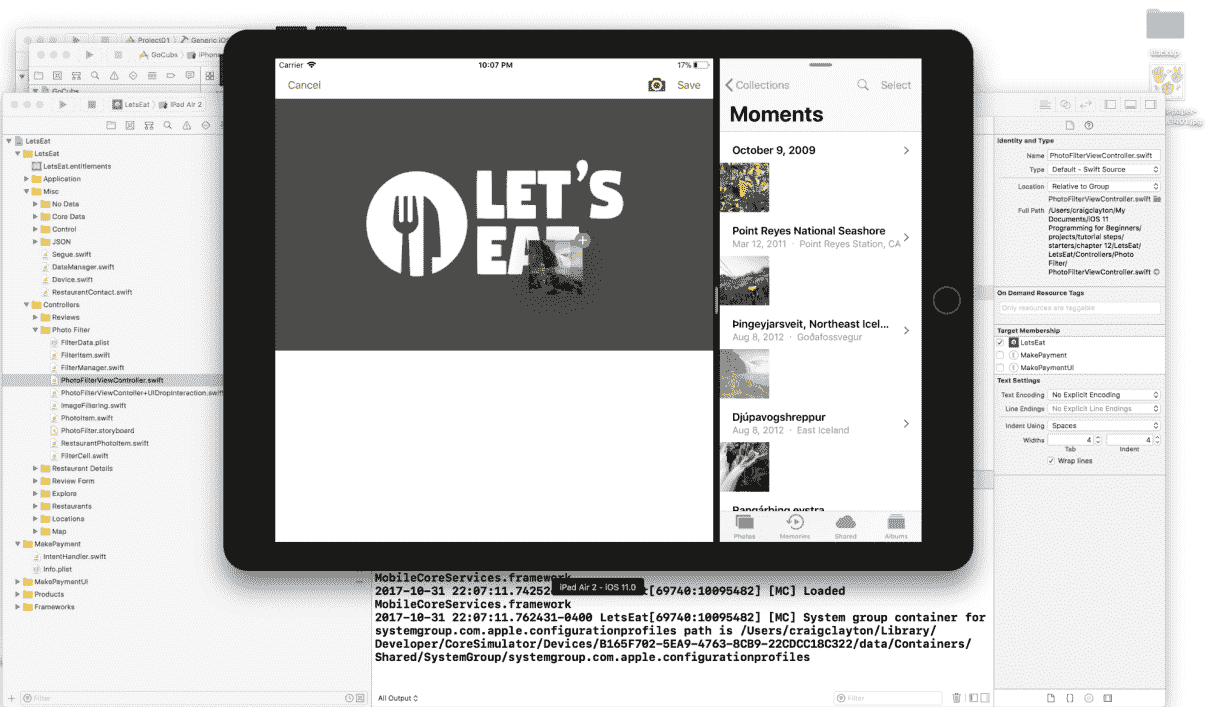 Project01
Generic iO
GoCubs
iPhone
GoCubs
LetsEat
iPad Air 2
LetsEat
LetsEat
LetsEat.entitlements
Application
Misc
No Data
Core Data
Control
JSON
Segue.swift
DataManager.swift
Device.swift
RestaurantContact.swift
Controllers
Reviews
Photo Filter
FilterData.plist
FilterItem.swift
FilterManager.swift
PhotoFilterViewController.swift
PhotoFilterViewController+UIDropInteraction.swift
ImageFiltering.swift
PhotoItem.swift
PhotoFilter.storyboard
RestaurantPhotoItem.swift
FilterCell.swift
Restaurant Details
Review Form
Explore
Restaurants
Locations
Map
MakePayment
IntentHandler.swift
Info.plist
MakePaymentUI
Products
Frameworks
Filter
Carrier
10:07 PM
17%
Cancel
Save
LET'S
EA
Collections
Select
Moments
October 9, 2009
Point Reyes National Seashore
Mar 12, 2011 · Point Reyes Station, CA
Þingeyjarsveit, Northeast Icel...
Aug 8, 2012 · Goðafossvegur
Djúpavogshreppur
Aug 8, 2012 · East Iceland
Rangárþing eystra
Photos
Memories
Shared
Albums
iPad Air 2 – iOS 11.0
MobileCoreServices.framework
2017-10-31 22:07:11.74252 t[69740:10095482] [MC] Loaded
MobileCoreServices.framework
2017-10-31 22:07:11.762431-0400 LetsEat[69740:10095482] [MC] System group container for
systemgroup.com.apple.configurationprofiles path is /Users/craigclayton/Library/
Developer/CoreSimulator/Devices/B165F702-5EA9-4763-8CB9-22CDCC18C322/data/Containers/
Shared/SystemGroup/systemgroup.com.apple.configurationprofiles
All Output
Filter
backup
Identity and Type
Name PhotoFilterViewController.swift
Type Default - Swift Source
Location Relative to Group
PhotoFilterViewController.swift
Full Path /Users/craigclayton/My
Documents/iOS 11
Programming for Beginners/
projects/tutorial steps/
starters/chapter 12/LetsEat/
LetsEat/Controllers/Photo
Filter/
PhotoFilterViewController.swift
On Demand Resource Tags
Only resources are taggable
Target Membership
LetsEat
MakePayment
MakePaymentUI
Text Settings
Text Encoding No Explicit Encoding
Line Endings No Explicit Line Endings
Indent Using Spaces
Widths 4 4
Tab Indent
Wrap lines